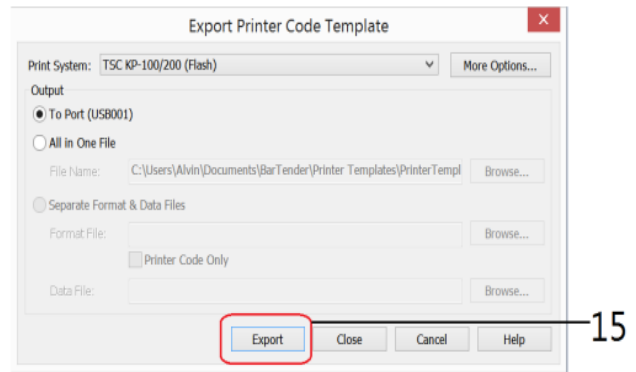 Export Printer Code Template
X
Print System: TSC KP-100/200 (Flash) More Options...
Output
To Port (USB001)
All in One File
File Name: C:\Users\Alvin\Documents\BarTender\Printer Templates\PrinterTempl Browse...
Separate Format & Data Files
Format File: Browse...
Printer Code Only
Data File: Browse...
Export Close Cancel Help
15